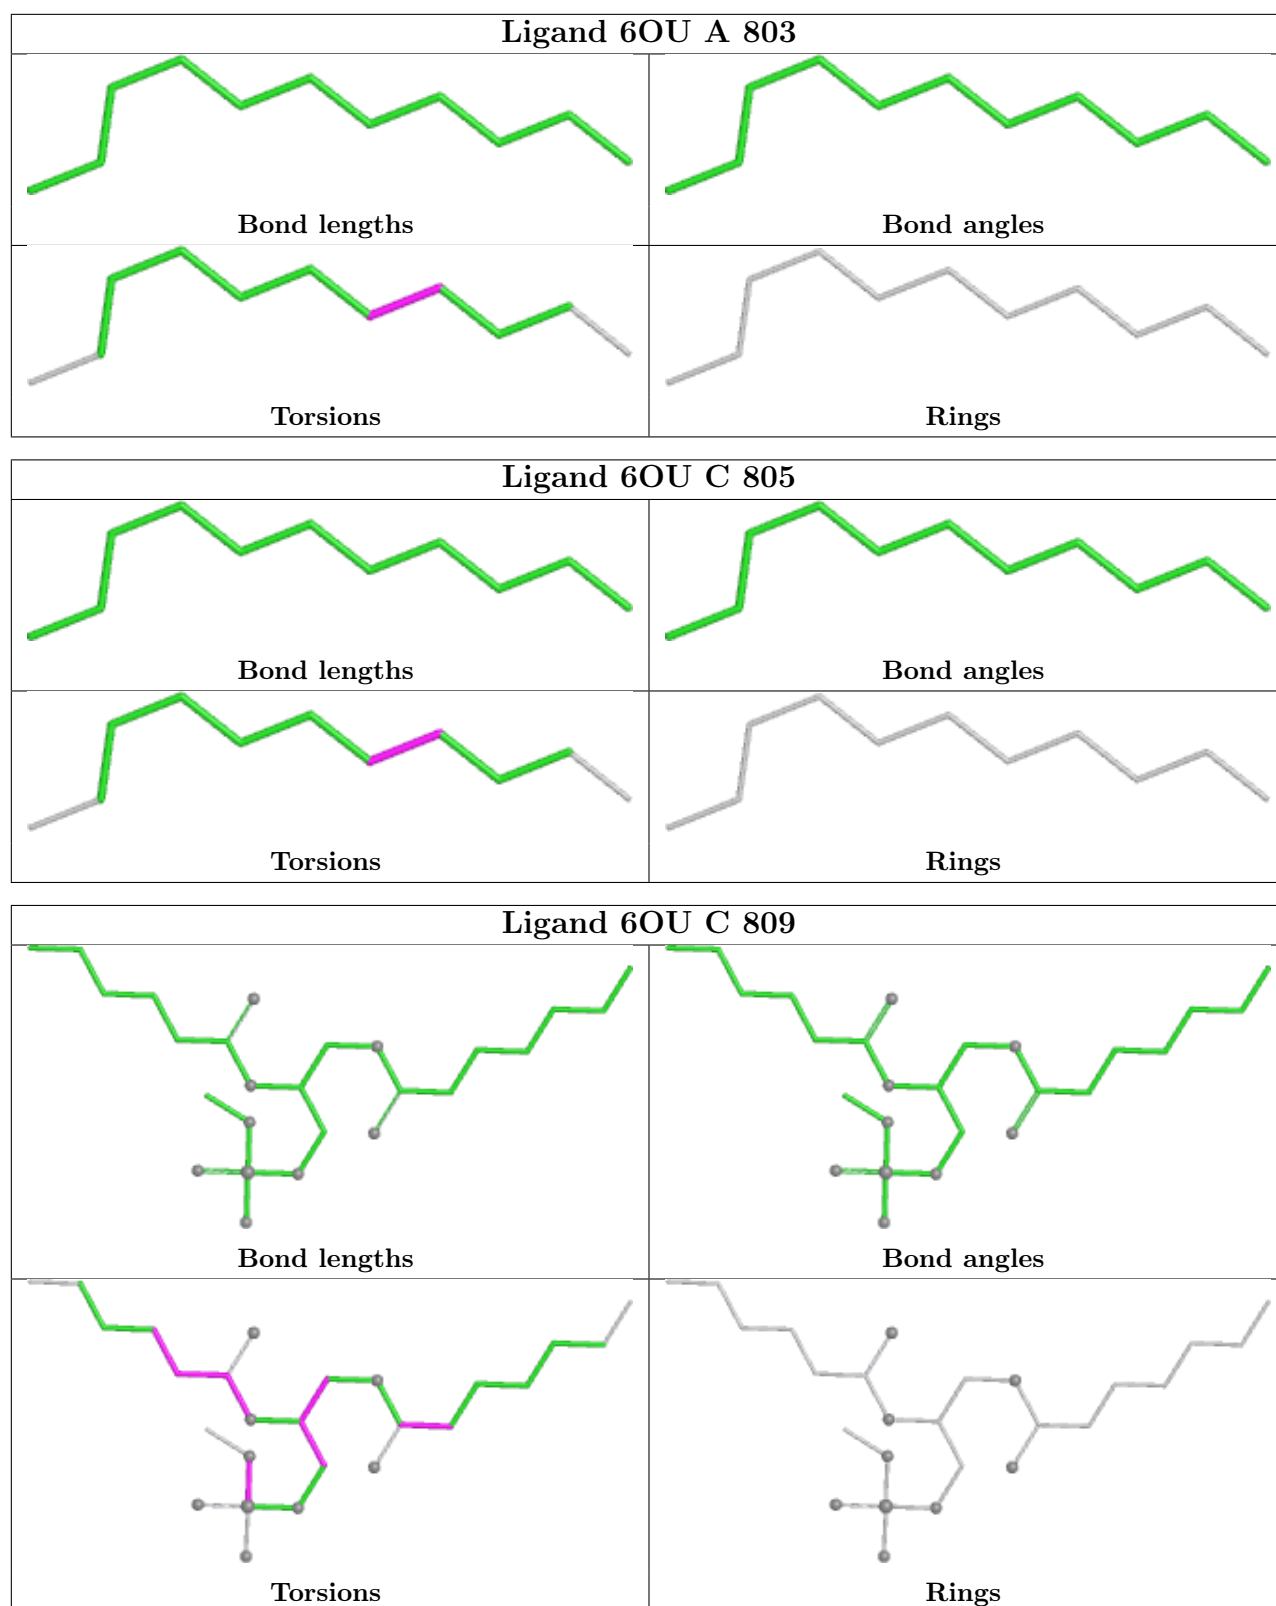 Ligand 6OU A 803
Bond lengths
Bond angles
Torsions
Rings
Ligand 6OU C 805
Bond lengths
Bond angles
Torsions
Rings
Ligand 6OU C 809
Bond lengths
Bond angles
Torsions
Rings